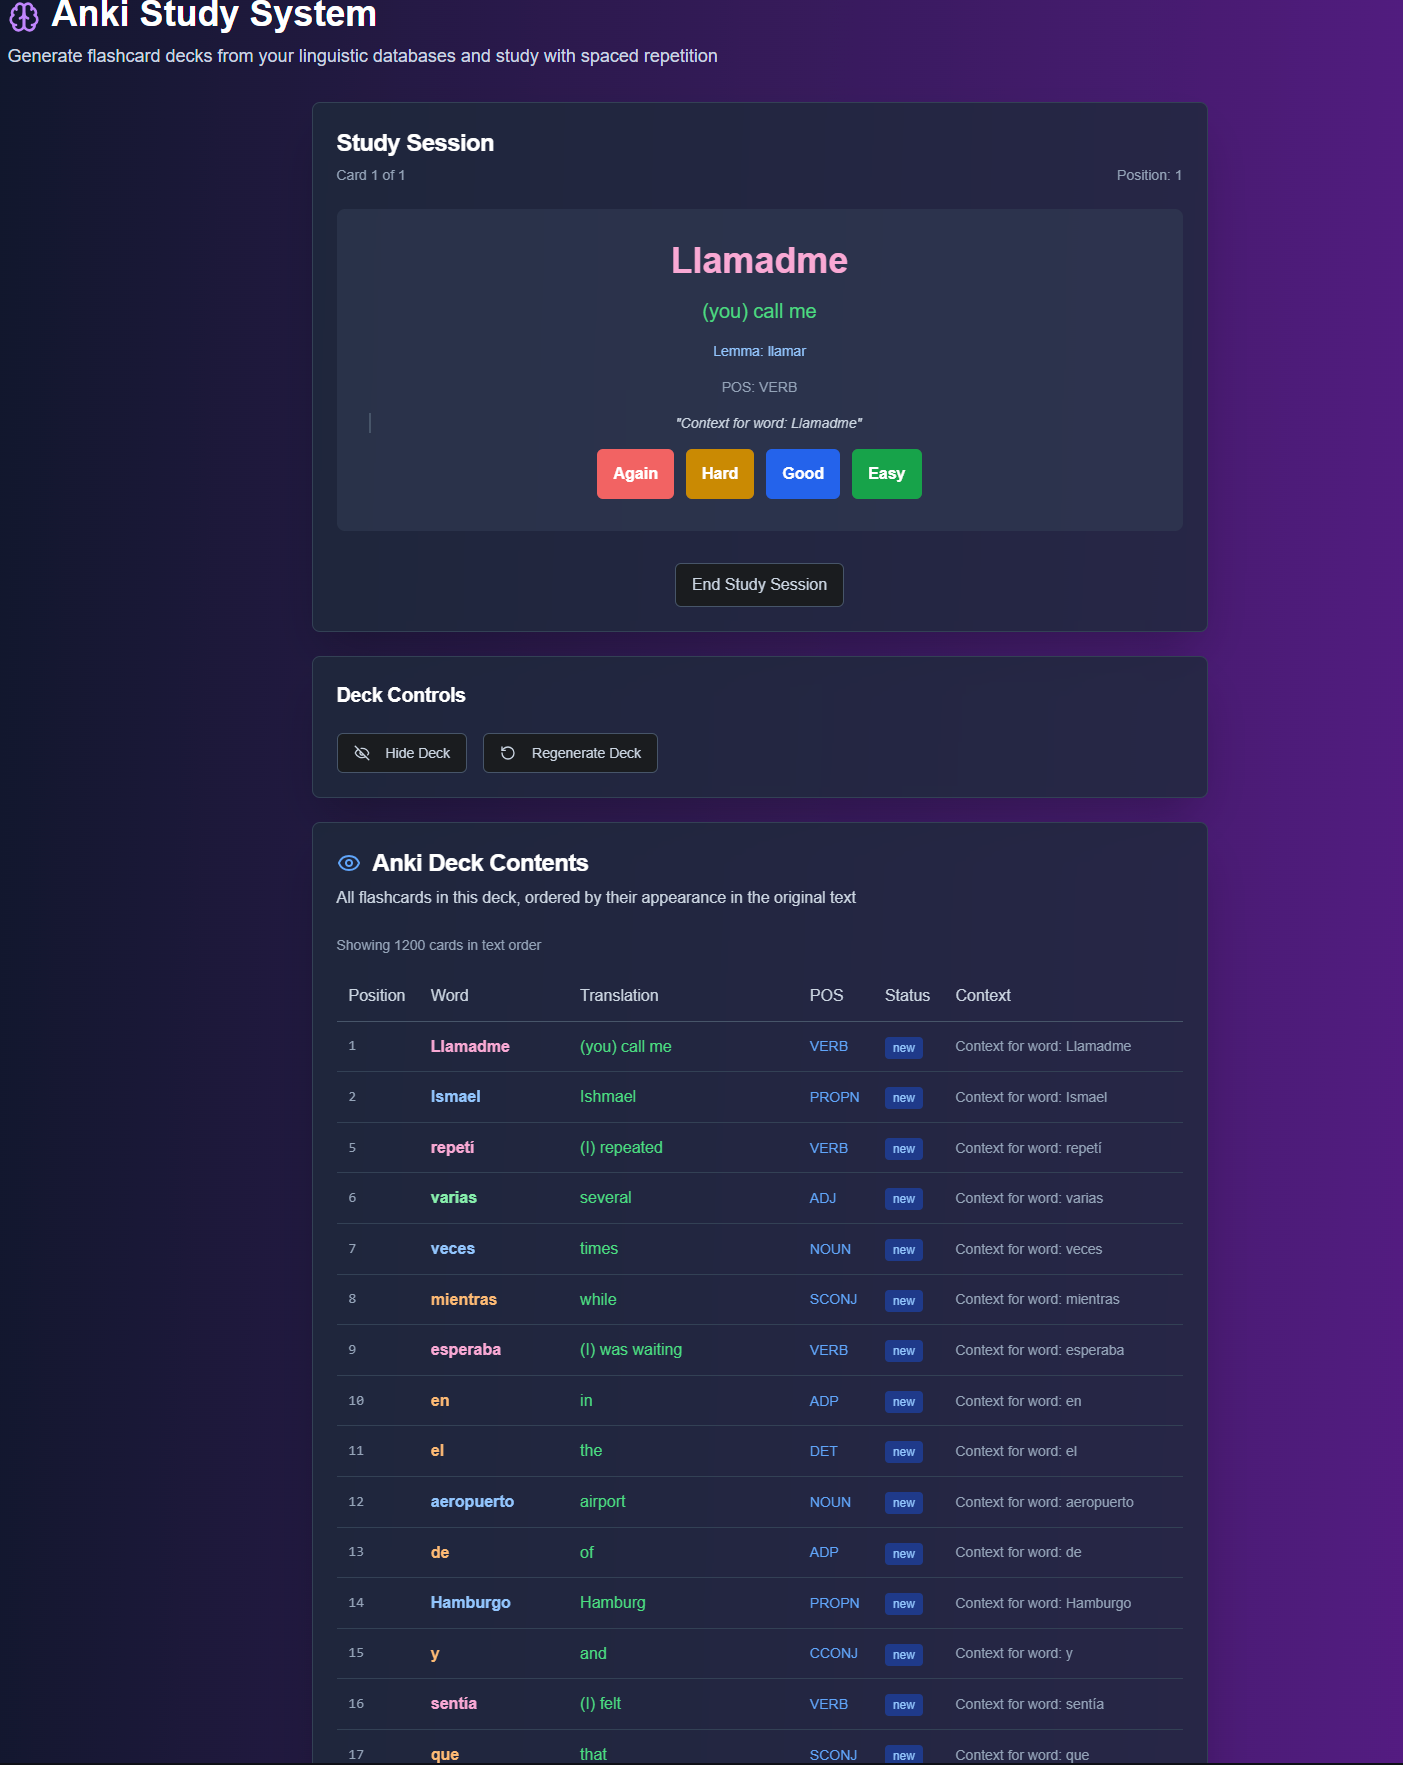 Anki Study System
Generate flashcard decks from your linguistic databases and study with spaced repetition
Study Session
Card 1 of 1 Position: 1
Llamadme
(you) call me
Lemma: llamar
POS: VERB
"Context for word: Llamadme"
Again Hard Good Easy
End Study Session
Deck Controls
Hide Deck Regenerate Deck
Anki Deck Contents
All flashcards in this deck, ordered by their appearance in the original text
Showing 1200 cards in text order
Position Word Translation POS Status Context
1 Llamadme (you) call me VERB new Context for word: Llamadme
2 Ismael Ishmael PROPN new Context for word: Ismael
5 repetí (I) repeated VERB new Context for word: repetí
6 varias several ADJ new Context for word: varias
7 veces times NOUN new Context for word: veces
8 mientras while SCONJ new Context for word: mientras
9 esperaba (I) was waiting VERB new Context for word: esperaba
10 en in ADP new Context for word: en
11 el the DET new Context for word: el
12 aeropuerto airport NOUN new Context for word: aeropuerto
13 de of ADP new Context for word: de
14 Hamburgo Hamburg PROPN new Context for word: Hamburgo
15 y and CCONJ new Context for word: y
16 sentía (I) felt VERB new Context for word: sentía
17 que that SCONJ new Context for word: que